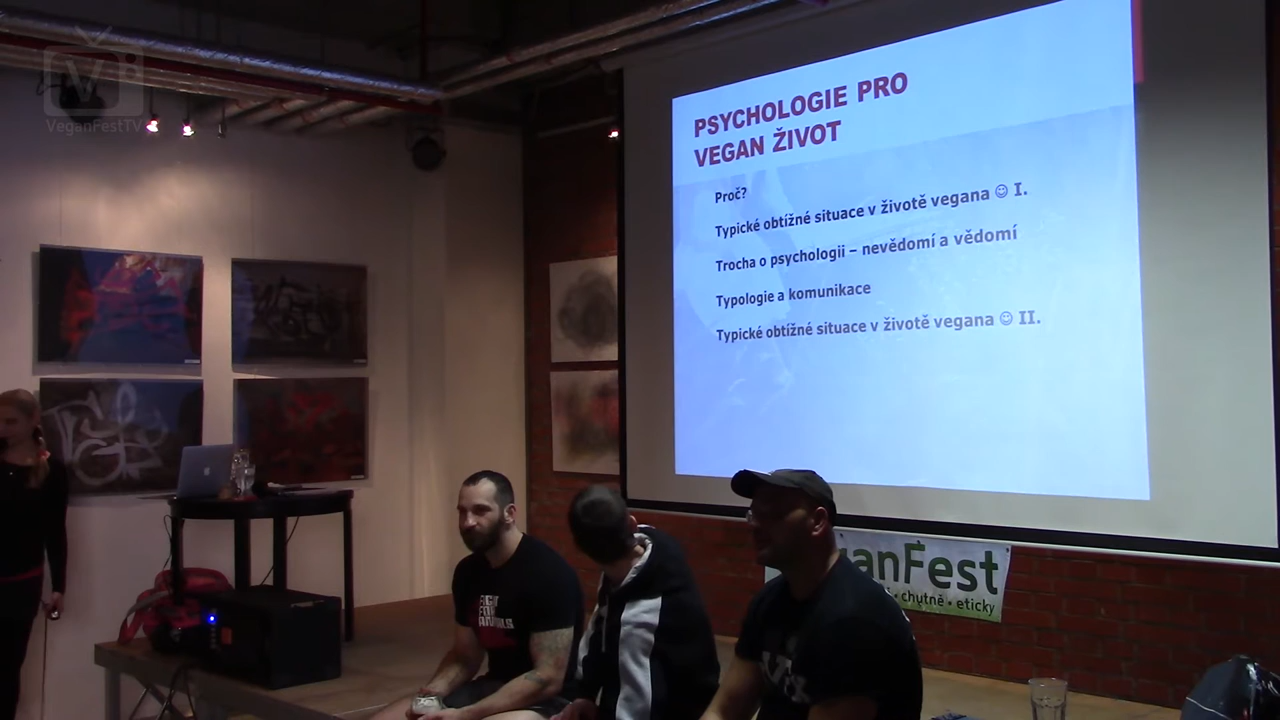 VeganFestTV
PSYCHOLOGIE PRO
VEGAN ŽIVOT
Proč?
Typické obtížné situace v životě vegana ☺ I.
Trocha o psychologii – nevědomí a vědomí
Typologie a komunikace
Typické obtížné situace v životě vegana ☺ II.
FOR
anFest
• chutně • eticky